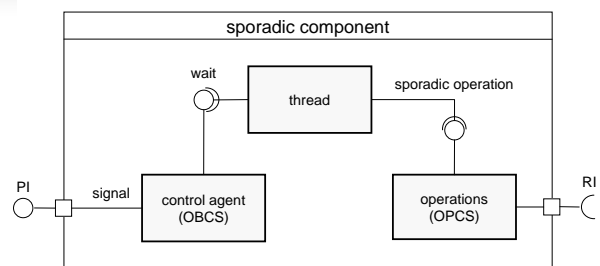 sporadic component
wait
thread
sporadic operation
PI
signal
control agent
(OBCS)
operations
(OPCS)
RI